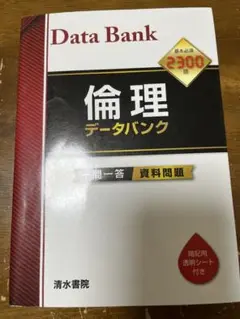 Data Bank
基本必須
2300
問
倫理
データバンク
一問一答 資料問題
暗記用
透明シート
付き
清水書院